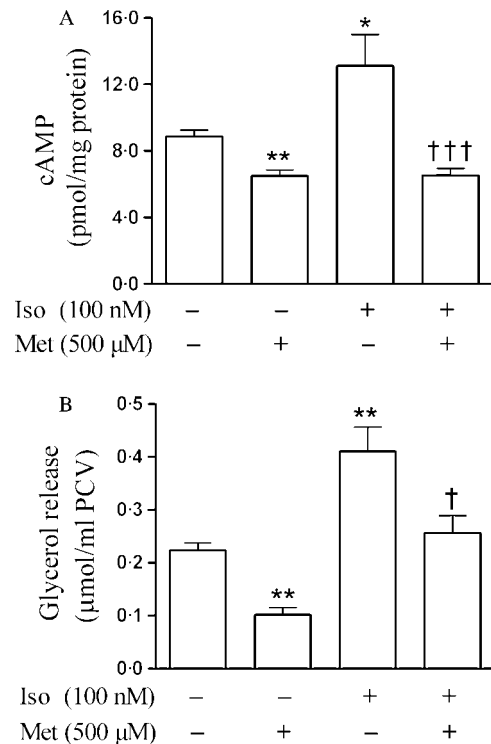 A
16·0
12·0
8·0
4·0
0·0
cAMP
(pmol/mg protein)
**
*
†††
Iso (100 nM) – – + +
Met (500 µM) – + – +
B
0·5
0·4
0·3
0·2
0·1
0·0
Glycerol release
(µmol/ml PCV)
**
**
†
Iso (100 nM) – – + +
Met (500 µM) – + – +